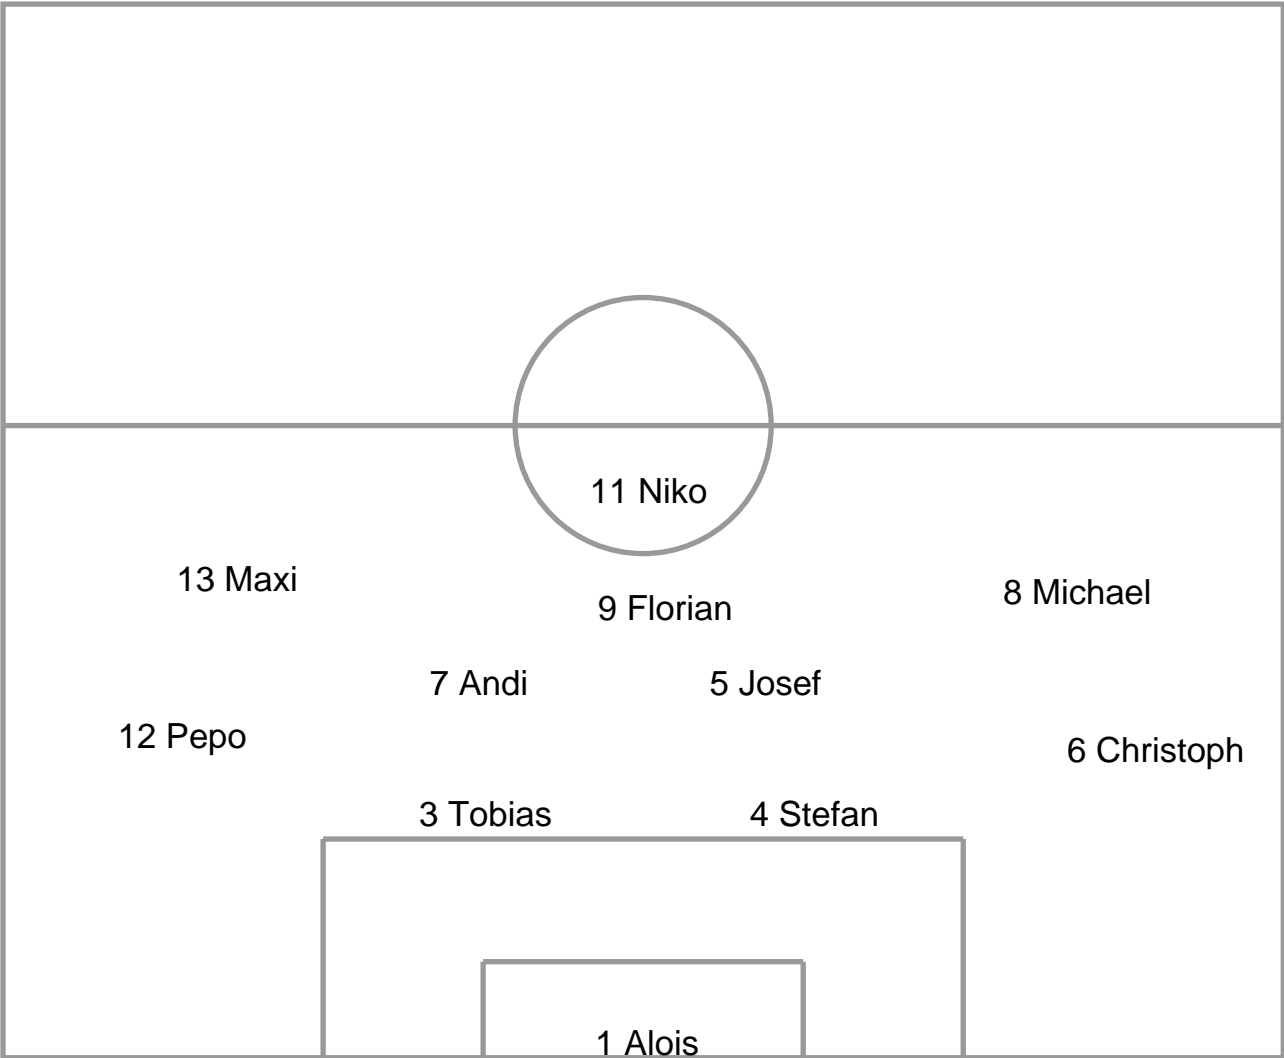 11 Niko
13 Maxi
8 Michael
9 Florian
7 Andi
5 Josef
12 Pepo
6 Christoph
3 Tobias
4 Stefan
1 Alois